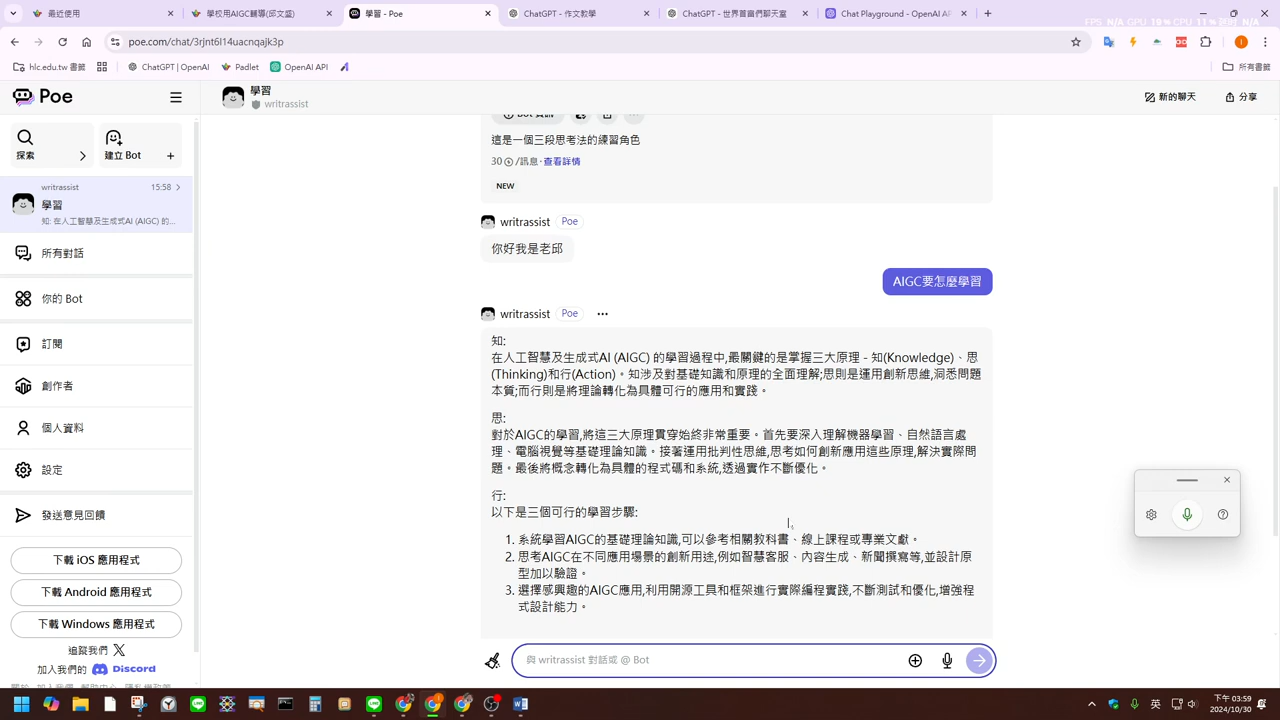 最近使用
學校用AIGC輔導(邱文盛)
學習 - Poe
ChatGPT - 作文教學
ChatGPT - 世界首富們聊天室
Chat Playground - OpenAI AP
FPS N/A GPU 10 % CPU 11 % 延時 N/A
poe.com/chat/3rjnt6l14uacnqajk3p
hlc.edu.tw 書籤
ChatGPT | OpenAI
Padlet
OpenAI API
所有書籤
Poe
學習
writrassist
新的聊天
分享
探索
建立 Bot
writrassist
15:58
學習
知: 在人工智慧及生成式AI (AIGC) 的...
所有對話
你的 Bot
訂閱
創作者
個人資料
設定
發送意見回饋
下載 iOS 應用程式
下載 Android 應用程式
下載 Windows 應用程式
追蹤我們
加入我們的 Discord
Bot 資訊
這是一個三段思考法的練習角色
30 /訊息·查看詳情
NEW
writrassist Poe
你好我是老邱
AIGC要怎麼學習
writrassist Poe
知:
在人工智慧及生成式AI (AIGC) 的學習過程中,最關鍵的是掌握三大原理 - 知(Knowledge)、思
(Thinking)和行(Action)。知涉及對基礎知識和原理的全面理解;思則是運用創新思維,洞悉問題
本質;而行則是將理論轉化為具體可行的應用和實踐。
思:
對於AIGC的學習,將這三大原理貫穿始終非常重要。首先要深入理解機器學習、自然語言處
理、電腦視覺等基礎理論知識。接著運用批判性思維,思考如何創新應用這些原理,解決實際問
題。最後將概念轉化為具體的程式碼和系統,透過實作不斷優化。
行:
以下是三個可行的學習步驟:
1. 系統學習AIGC的基礎理論知識,可以參考相關教科書、線上課程或專業文獻。
2. 思考AIGC在不同應用場景的創新用途,例如智慧客服、內容生成、新聞撰寫等,並設計原
型加以驗證。
3. 選擇感興趣的AIGC應用,利用開源工具和框架進行實際編程實踐,不斷測試和優化,增強程
式設計能力。
與 writrassist 對話或 @ Bot
英
下午 03:59
2024/10/30